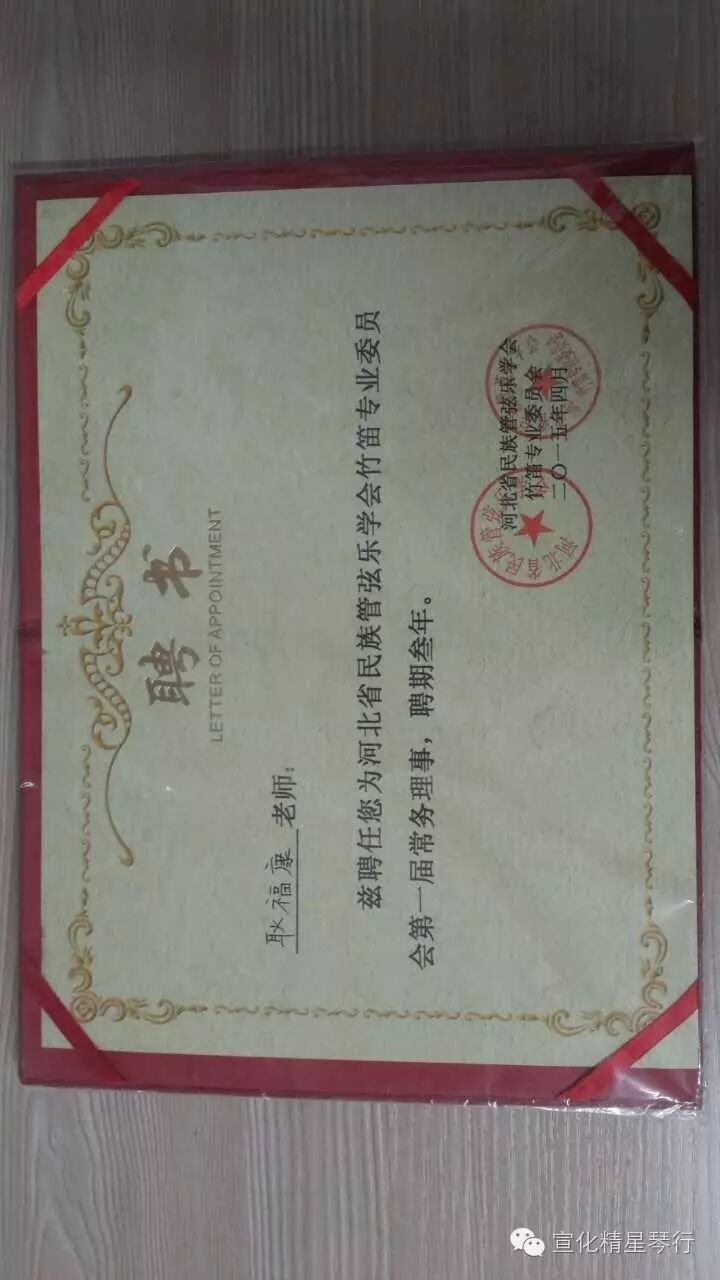 聘书
LETTER OF APPOINTMENT
耿福康 老师:
兹聘任您为河北省民族管弦乐学会竹笛专业委员
会第一届常务理事，聘期叁年。
河北省民族管弦乐学会
竹笛专业委员会
二〇一五年四月
宣化精星琴行